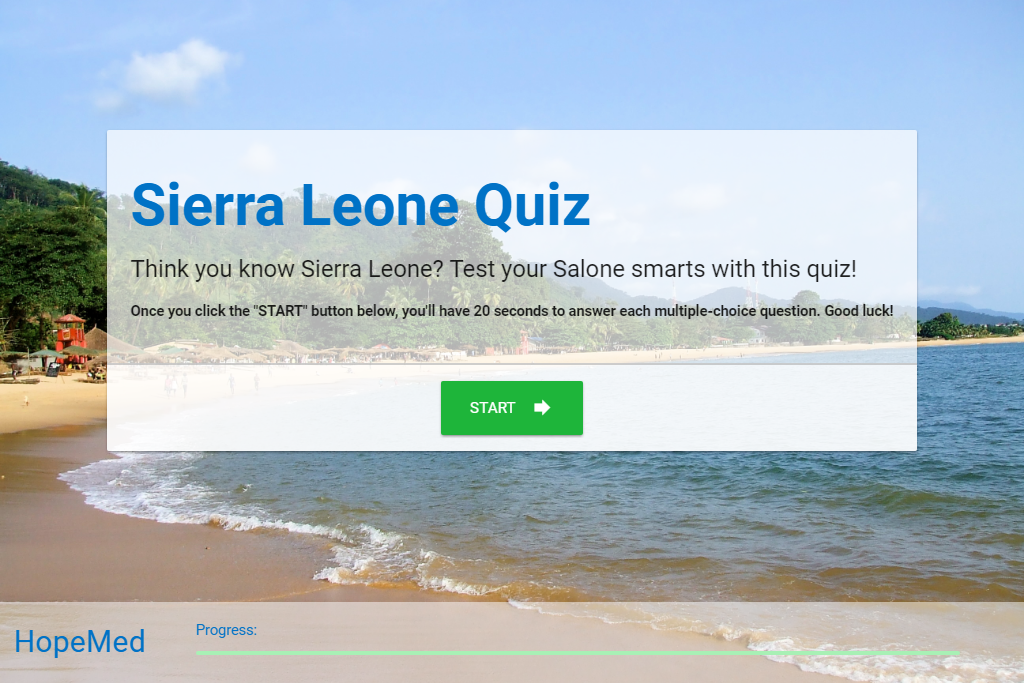 Sierra Leone Quiz
Think you know Sierra Leone? Test your Salone smarts with this quiz!
Once you click the "START" button below, you'll have 20 seconds to answer each multiple-choice question. Good luck!
START
HopeMed
Progress: